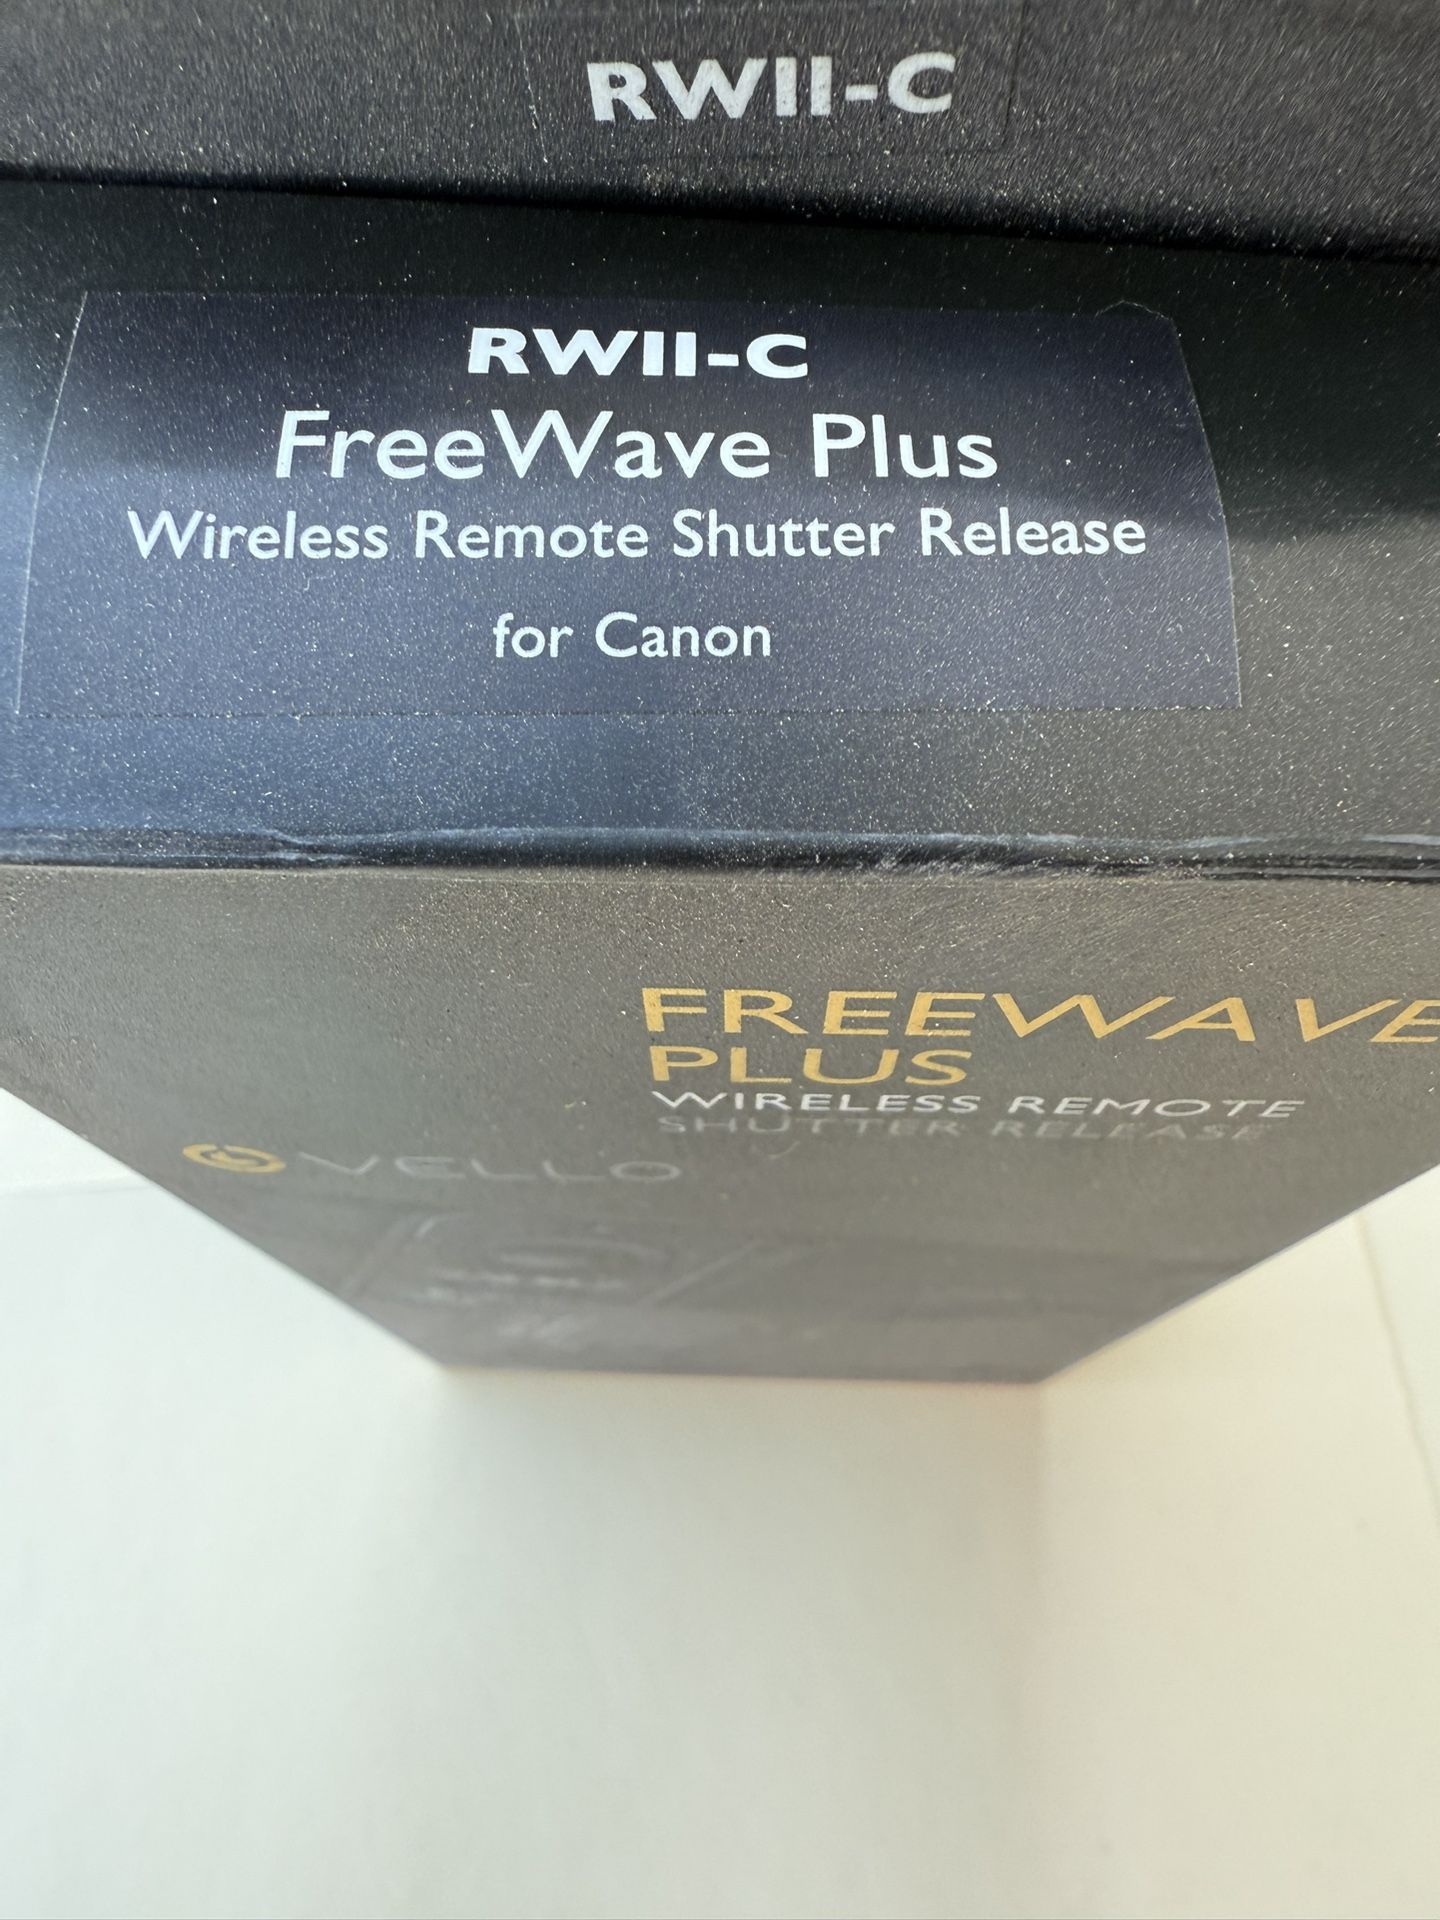 RWII-C
RWII-C
FreeWave Plus
Wireless Remote Shutter Release
for Canon
FREEWAVE
PLUS
WIRELESS REMOTE
SHUTTER RELEASE
VELLO